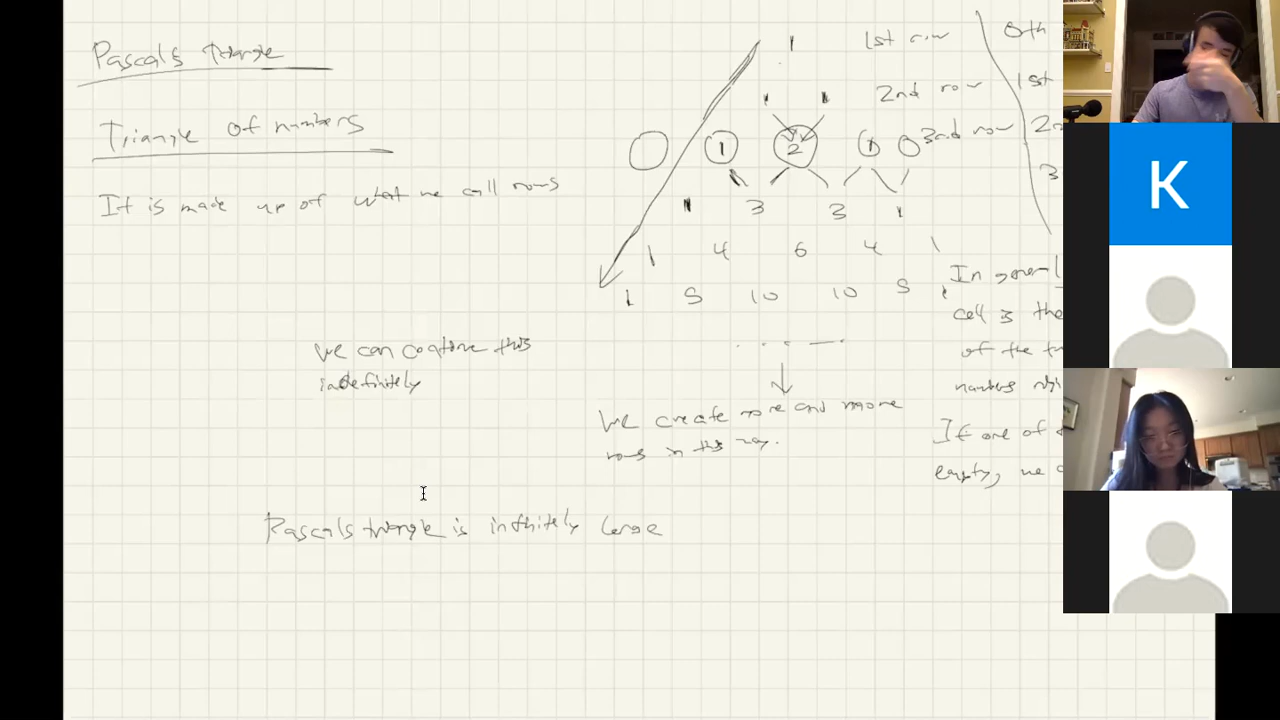 Pascals Triangle
Triangle of numbers
It is made up of what we call rows
1 1st row 0th
1 1 2nd row 1st
1 2 1 3rd row 2n
1 3 3 1 3
1 4 6 4 1
1 5 10 10 5 1
In general
cell is the
of the
numbers
We can continue this
indefinitely
We create more and more
rows in this way.
If one of
empty, we
Pascals triangle is infinitely large
K